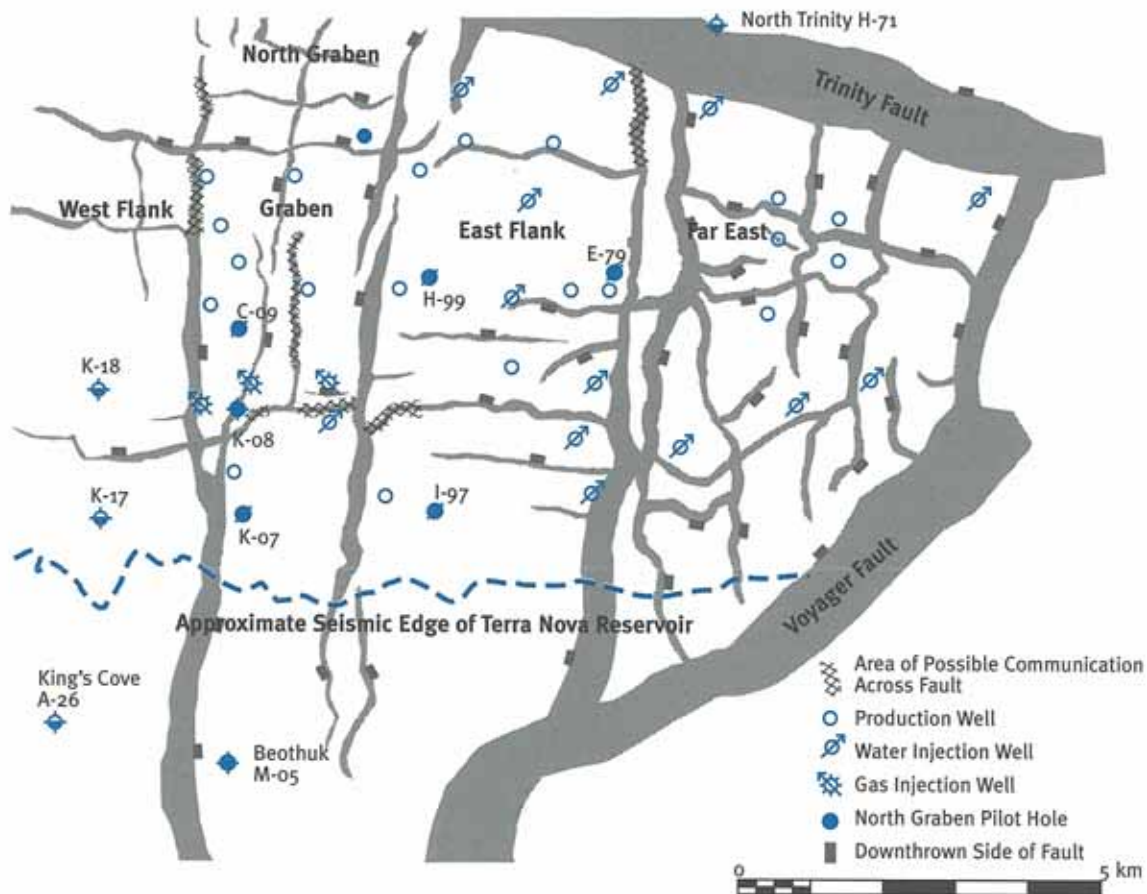 North Trinity H-71
North Graben
Trinity Fault
West Flank
Graben
East Flank
Far East
E-79
H-99
C-09
K-18
K-08
K-17
I-97
K-07
Voyager Fault
Approximate Seismic Edge of Terra Nova Reservoir
King's Cove
A-26
Beothuk
M-05
Area of Possible Communication
Across Fault
Production Well
Water Injection Well
Gas Injection Well
North Graben Pilot Hole
Downthrown Side of Fault
0
5 km